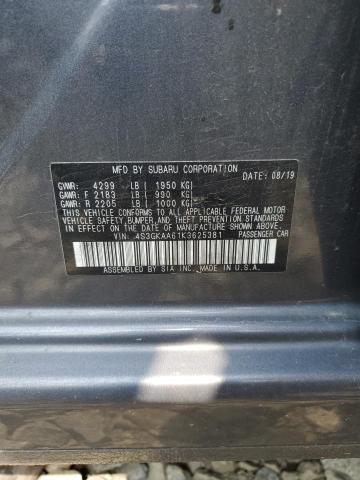 MFD BY SUBARU CORPORATION
DATE: 08/19
GVWR: 4299 LB 1950 KG
GAWR: F 2183 LB 990 KG
GAWR: R 2205 LB 1000 KG
THIS VEHICLE CONFORMS TO ALL APPLICABLE FEDERAL MOTOR
VEHICLE SAFETY, BUMPER, AND THEFT PREVENTION STANDARDS
IN EFFECT ON THE DATE OF MANUFACTURE SHOWN ABOVE.
VIN: 4S3GKAA61K3625381 PASSENGER CAR
ASSEMBLED BY SIA INC. MADE IN U.S.A.